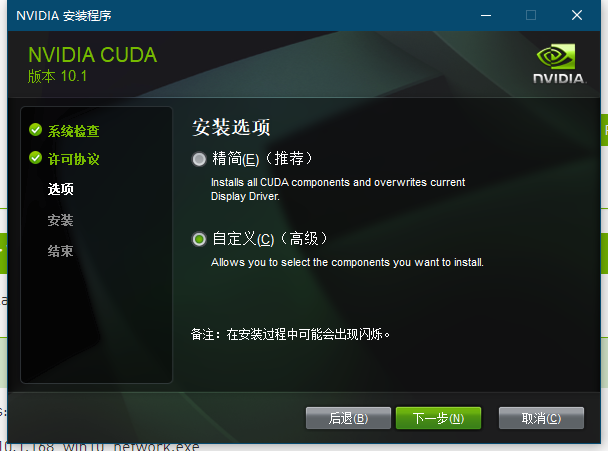 NVIDIA 安装程序
NVIDIA CUDA
版本 10.1
NVIDIA.
系统检查
许可协议
选项
安装
结束
安装选项
精简(E)（推荐）
Installs all CUDA components and overwrites current
Display Driver.
自定义(C)（高级）
Allows you to select the components you want to install.
备注：在安装过程中可能会出现闪烁。
后退(B)
下一步(N)
取消(C)
10.1.168_win10_network.exe